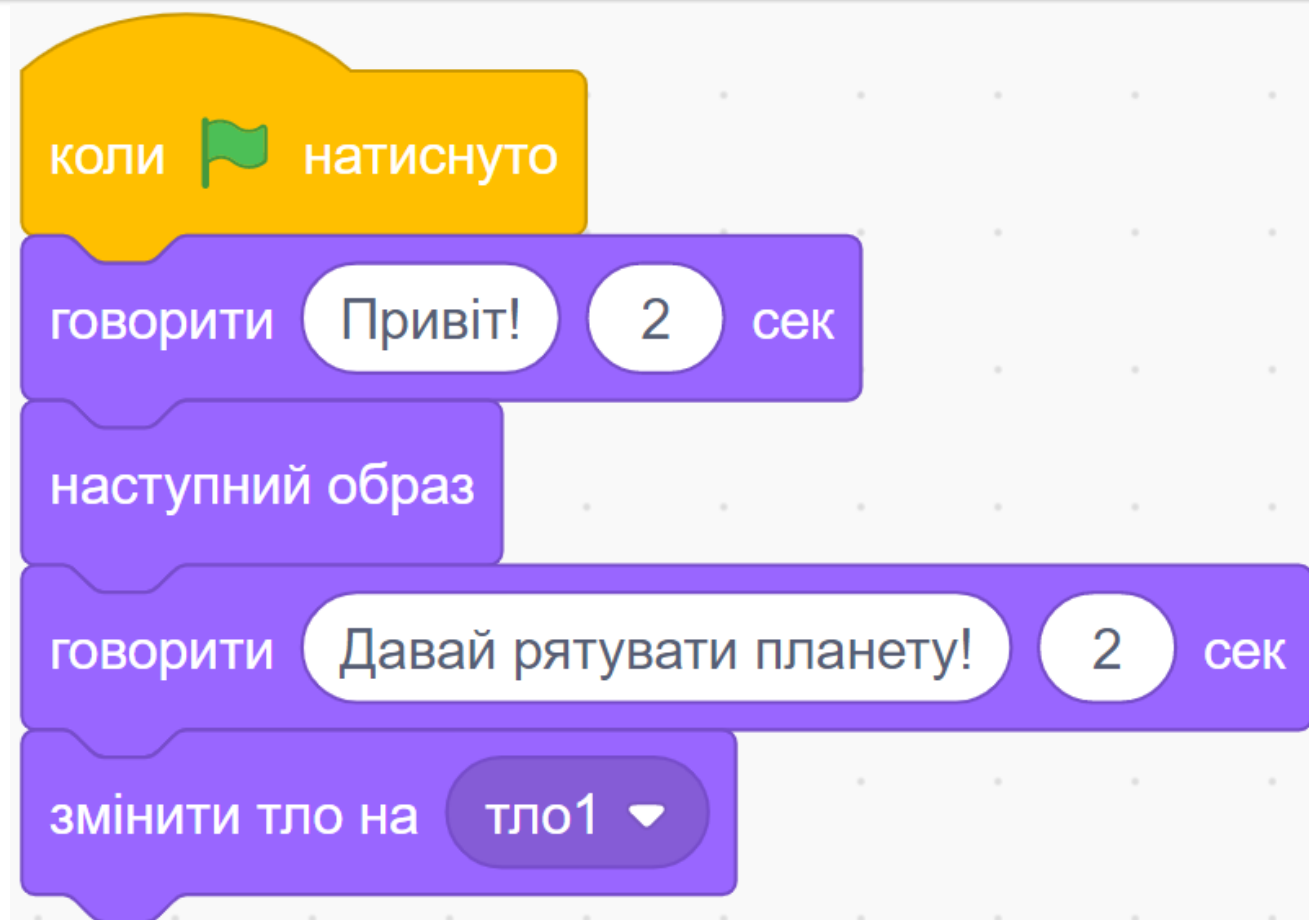 коли натиснуто
говорити Привіт! 2 сек
наступний образ
говорити Давай рятувати планету! 2 сек
змінити тло на тло1